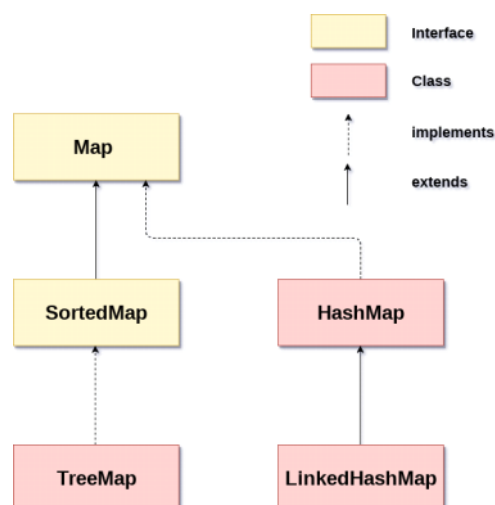 Interface
Class
implements
extends
Map
SortedMap
HashMap
TreeMap
LinkedHashMap